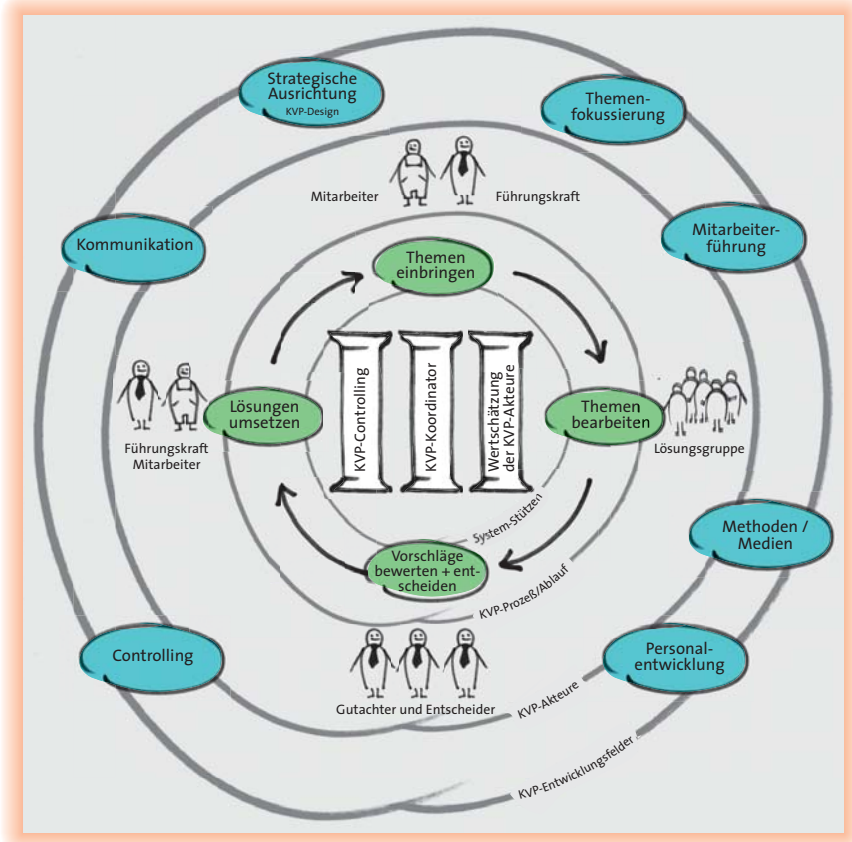 Strategische
Ausrichtung
KVP-Design
Themen-
fokussierung
Mitarbeiter
Führungskraft
Kommunikation
Mitarbeiter-
führung
Themen
einbringen
KVP-Controlling
KVP-Koordinator
Wertschätzung
der KVP-Akteure
Lösungen
umsetzen
Themen
bearbeiten
Führungskraft
Mitarbeiter
Lösungsgruppe
System-Stützen
Methoden /
Medien
Vorschläge
bewerten + ent-
scheiden
KVP-Prozeß/Ablauf
Controlling
Personal-
entwicklung
Gutachter und Entscheider
KVP-Akteure
KVP-Entwicklungsfelder